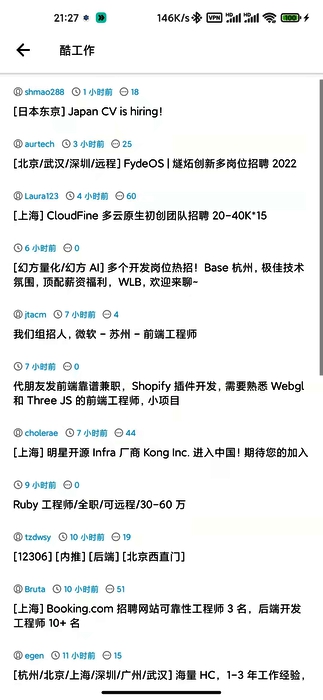 21:27 146K/s VPN HD HD 100
酷工作
shmao288 1 小时前 18
[日本东京] Japan CV is hiring!
aurtech 3 小时前 25
[北京/武汉/深圳/远程] FydeOS | 燧炻创新多岗位招聘 2022
Laura123 4 小时前 60
[上海] CloudFine 多云原生初创团队招聘 20-40K*15
6 小时前 0
[幻方量化/幻方 AI] 多个开发岗位热招！Base 杭州，极佳技术
氛围，顶配薪资福利，WLB，欢迎来聊~
jtacm 7 小时前 4
我们组招人，微软 - 苏州 - 前端工程师
7 小时前 0
代朋友发前端靠谱兼职，Shopify 插件开发，需要熟悉 Webgl
和 Three JS 的前端工程师，小项目
cholerae 7 小时前 44
[上海] 明星开源 Infra 厂商 Kong Inc. 进入中国！期待您的加入
9 小时前 0
Ruby 工程师/全职/可远程/30-60 万
tzdwsy 10 小时前 19
[12306] [内推] [后端] [北京西直门]
Bruta 10 小时前 51
[上海] Booking.com 招聘网站可靠性工程师 3 名，后端开发
工程师 10+ 名
egen 11 小时前 15
[杭州/北京/上海/深圳/广州/武汉] 海量 HC，1-3 年工作经验，